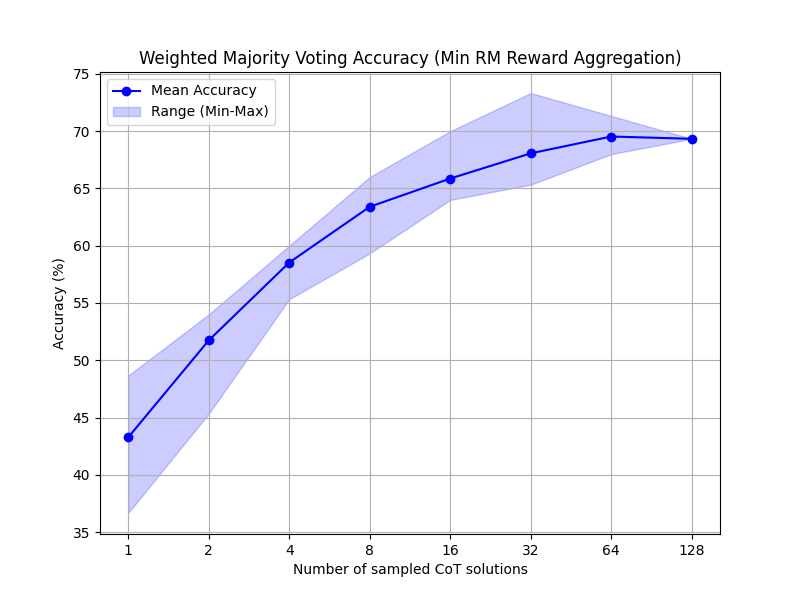 Weighted Majority Voting Accuracy (Min RM Reward Aggregation)
Mean Accuracy
Range (Min-Max)
Accuracy (%)
75
70
65
60
55
50
45
40
35
1 2 4 8 16 32 64 128
Number of sampled CoT solutions